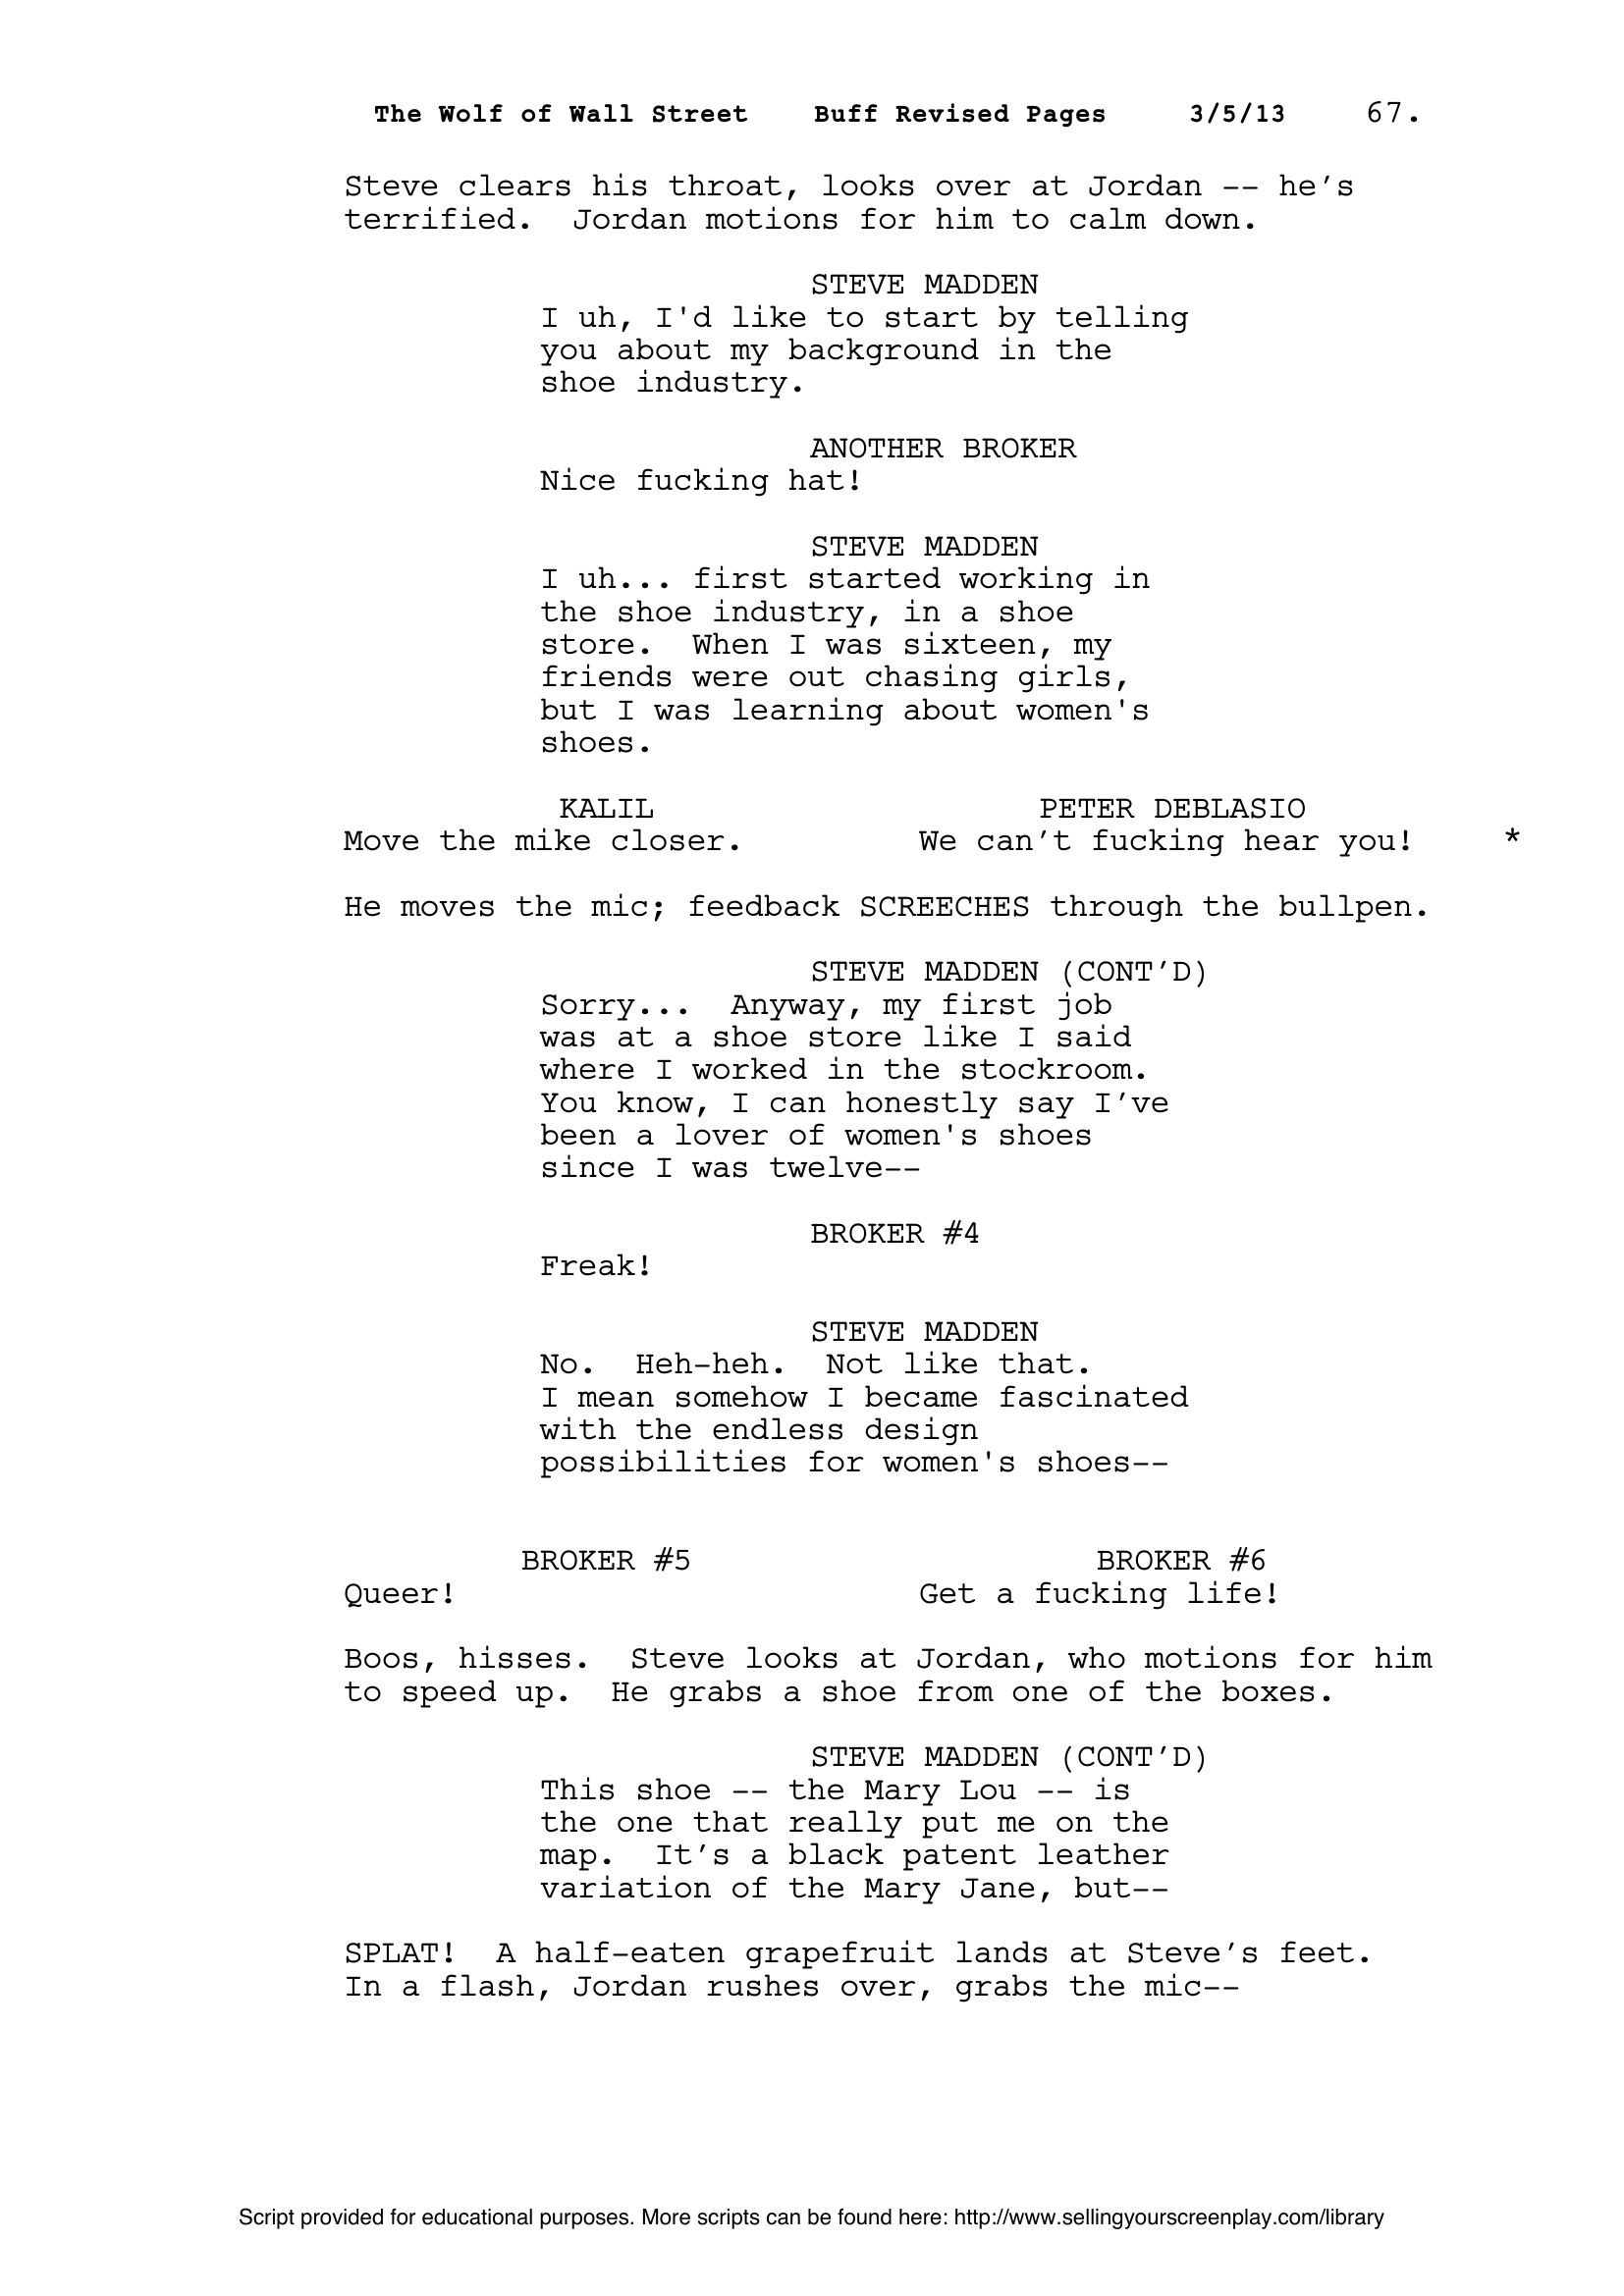 The Wolf of Wall Street Buff Revised Pages 3/5/13 67.
Steve clears his throat, looks over at Jordan -- he’s
terrified. Jordan motions for him to calm down.
STEVE MADDEN
I uh, I'd like to start by telling
you about my background in the
shoe industry.
ANOTHER BROKER
Nice fucking hat!
STEVE MADDEN
I uh... first started working in
the shoe industry, in a shoe
store. When I was sixteen, my
friends were out chasing girls,
but I was learning about women's
shoes.
KALIL PETER DEBLASIO
Move the mike closer. We can’t fucking hear you! *
He moves the mic; feedback SCREECHES through the bullpen.
STEVE MADDEN (CONT’D)
Sorry... Anyway, my first job
was at a shoe store like I said
where I worked in the stockroom.
You know, I can honestly say I’ve
been a lover of women's shoes
since I was twelve--
BROKER #4
Freak!
STEVE MADDEN
No. Heh-heh. Not like that.
I mean somehow I became fascinated
with the endless design
possibilities for women's shoes--
BROKER #5 BROKER #6
Queer! Get a fucking life!
Boos, hisses. Steve looks at Jordan, who motions for him
to speed up. He grabs a shoe from one of the boxes.
STEVE MADDEN (CONT’D)
This shoe -- the Mary Lou -- is
the one that really put me on the
map. It’s a black patent leather
variation of the Mary Jane, but--
SPLAT! A half-eaten grapefruit lands at Steve’s feet.
In a flash, Jordan rushes over, grabs the mic--
Script provided for educational purposes. More scripts can be found here: http://www.sellingyourscreenplay.com/library